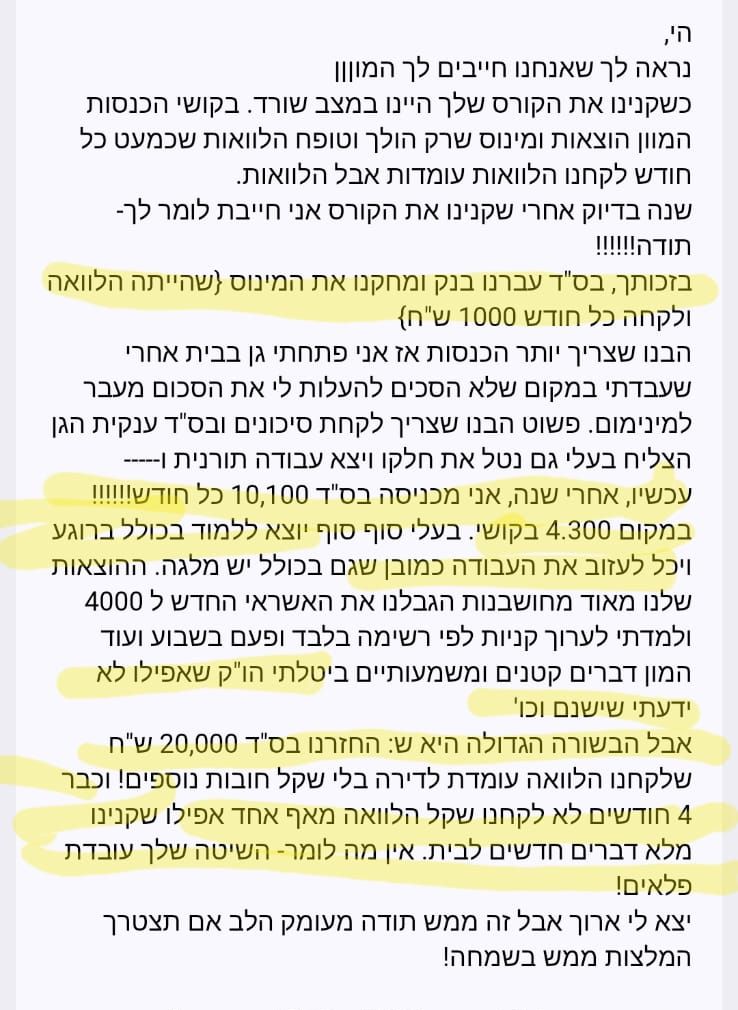 הי,
נראה לך שאנחנו חייבים לך המווןןן
כשקנינו את הקורס שלך היינו במצב שורד. בקושי הכנסות
המוון הוצאות ומינוס שרק הולך וטופח הלוואות שכמעט כל
חודש לקחנו הלוואות עומדות אבל הלוואות.
שנה בדיוק אחרי שקנינו את הקורס אני חייבת לומר לך-
תודה!!!!!!
בזכותך, בס"ד עברנו בנק ומחקנו את המינוס {שהייתה הלוואה
ולקחה כל חודש 1000 ש"ח}
הבנו שצריך יותר הכנסות אז אני פתחתי גן בבית אחרי
שעבדתי במקום שלא הסכים להעלות לי את הסכום מעבר
למינימום. פשוט הבנו שצריך לקחת סיכונים ובס"ד ענקית הגן
הצליח בעלי גם נטל את חלקו ויצא עבודה תורנית ו-----
עכשיו, אחרי שנה, אני מכניסה בס"ד 10,100 כל חודש!!!!!!
במקום 4.300 בקושי. בעלי סוף סוף יוצא ללמוד בכולל ברוגע
ויכל לעזוב את העבודה כמובן שגם בכולל יש מלגה. ההוצאות
שלנו מאוד מחושבנות הגבלנו את האשראי החדש ל 4000
ולמדתי לערוך קניות לפי רשימה בלבד ופעם בשבוע ועוד
המון דברים קטנים ומשמעותיים ביטלתי הו"ק שאפילו לא
ידעתי שישנם וכו'
אבל הבשורה הגדולה היא ש: החזרנו בס"ד 20,000 ש"ח
שלקחנו הלוואה עומדת לדירה בלי שקל חובות נוספים! וכבר
4 חודשים לא לקחנו שקל הלוואה מאף אחד אפילו שקנינו
מלא דברים חדשים לבית. אין מה לומר- השיטה שלך עובדת
פלאים!
יצא לי ארוך אבל זה ממש תודה מעומק הלב אם תצטרך
המלצות ממש בשמחה!